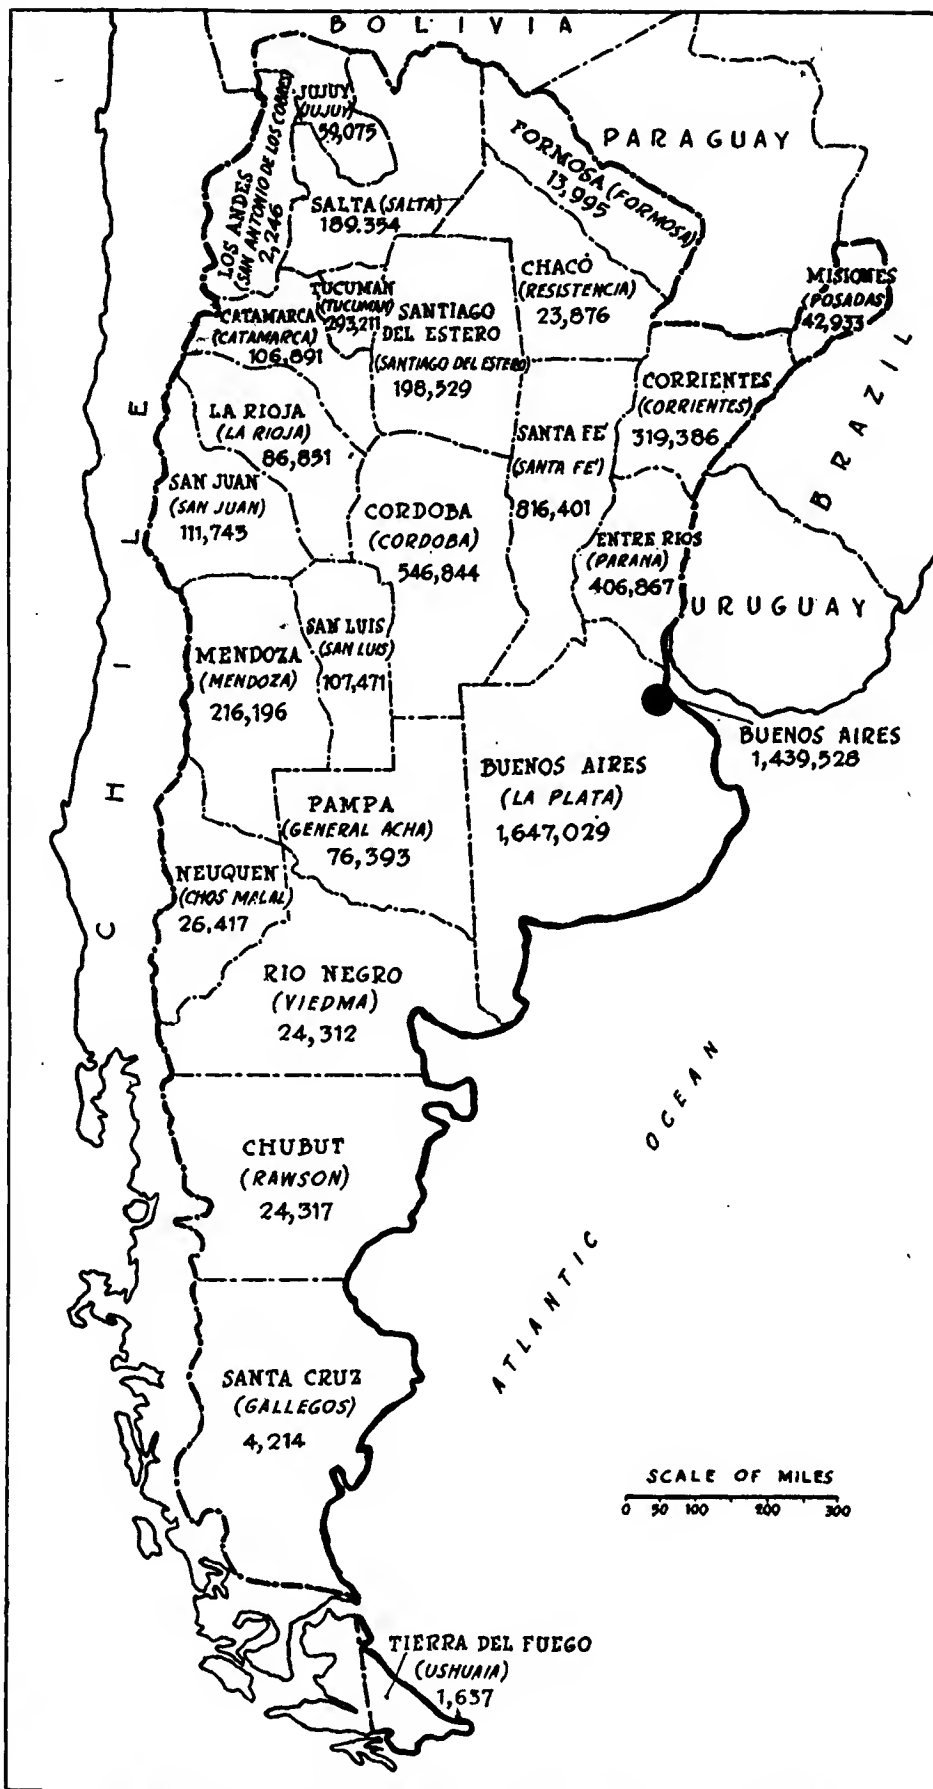 BOLIVIA
JUJUY
(JUJUY)
59,075
PARAGUAY
FORMOSA (FORMOSA)
13,995
LOS ANDES
(SAN ANTONIO DE LOS COBRES)
2,246
SALTA (SALTA)
189.354
CHACO
(RESISTENCIA)
23,876
MISIONES
(POSADAS)
42,933
TUCUMAN
(TUCUMAN)
293,211
SANTIAGO
DEL ESTERO
(SANTIAGO DEL ESTERO)
198,529
CATAMARCA
(CATAMARCA)
106,891
BRAZIL
CORRIENTES
(CORRIENTES)
319,386
LA RIOJA
(LA RIOJA)
86,851
SANTA FÉ
(SANTA FÉ)
816,401
SAN JUAN
(SAN JUAN)
111,743
CORDOBA
(CORDOBA)
546,844
ENTRE RIOS
(PARANA)
406,867
URUGUAY
CHILE
MENDOZA
(MENDOZA)
216,196
SAN LUIS
(SAN LUIS)
107,471
BUENOS AIRES
1,439,528
BUENOS AIRES
(LA PLATA)
1,647,029
PAMPA
(GENERAL ACHA)
76,393
NEUQUEN
(CHOS MALAL)
26,417
RIO NEGRO
(VIEDMA)
24,312
CHUBUT
(RAWSON)
24,317
ATLANTIC OCEAN
SANTA CRUZ
(GALLEGOS)
4,214
SCALE OF MILES
0 50 100 200 300
TIERRA DEL FUEGO
(USHUAIA)
1,637